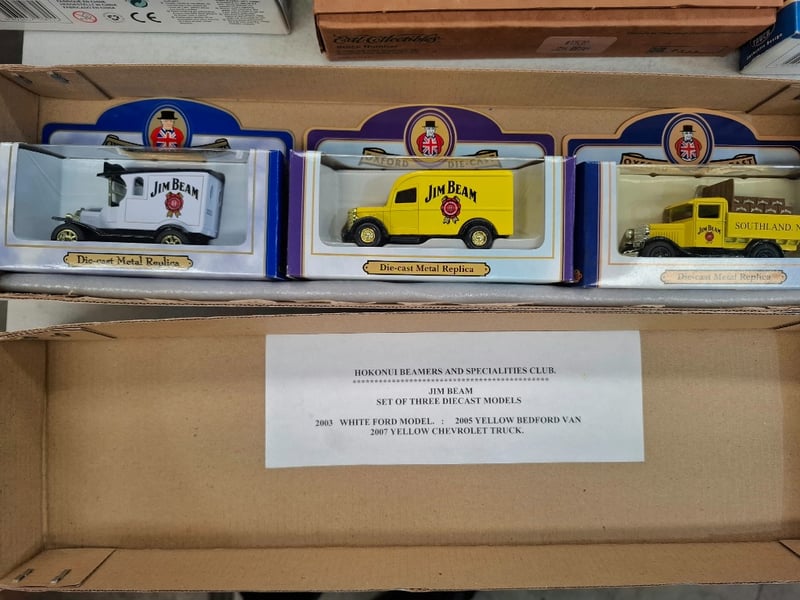 Oxford Diecast
JIM BEAM
Die-cast Metal Replica
OXFORD DIE-CAST
JIM BEAM
Die-cast Metal Replica
JIM BEAM
SOUTHLAND. N
Die-cast Metal Replica
HOKONUI BEAMERS AND SPECIALITIES CLUB.
JIM BEAM
SET OF THREE DIECAST MODELS
2003 WHITE FORD MODEL. : 2005 YELLOW BEDFORD VAN
2007 YELLOW CHEVROLET TRUCK.